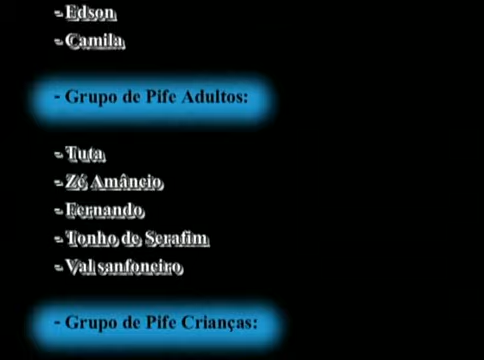 - Edson
- Camila
- Grupo de Pife Adultos:
- Tuta
- Zé Amâncio
- Fernando
- Tonho de Serafim
- Val sanfoneiro
- Grupo de Pife Crianças: